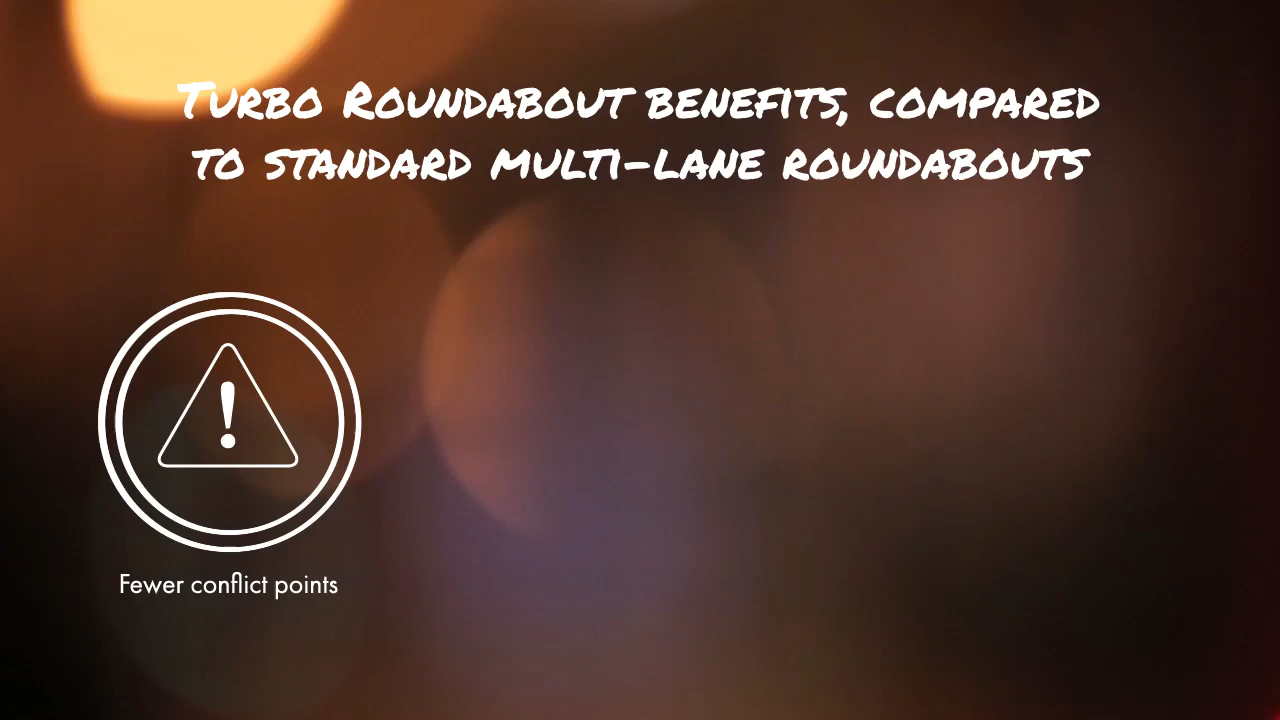 Turbo Roundabout benefits, compared
to standard multi-lane roundabouts
!
Fewer conflict points